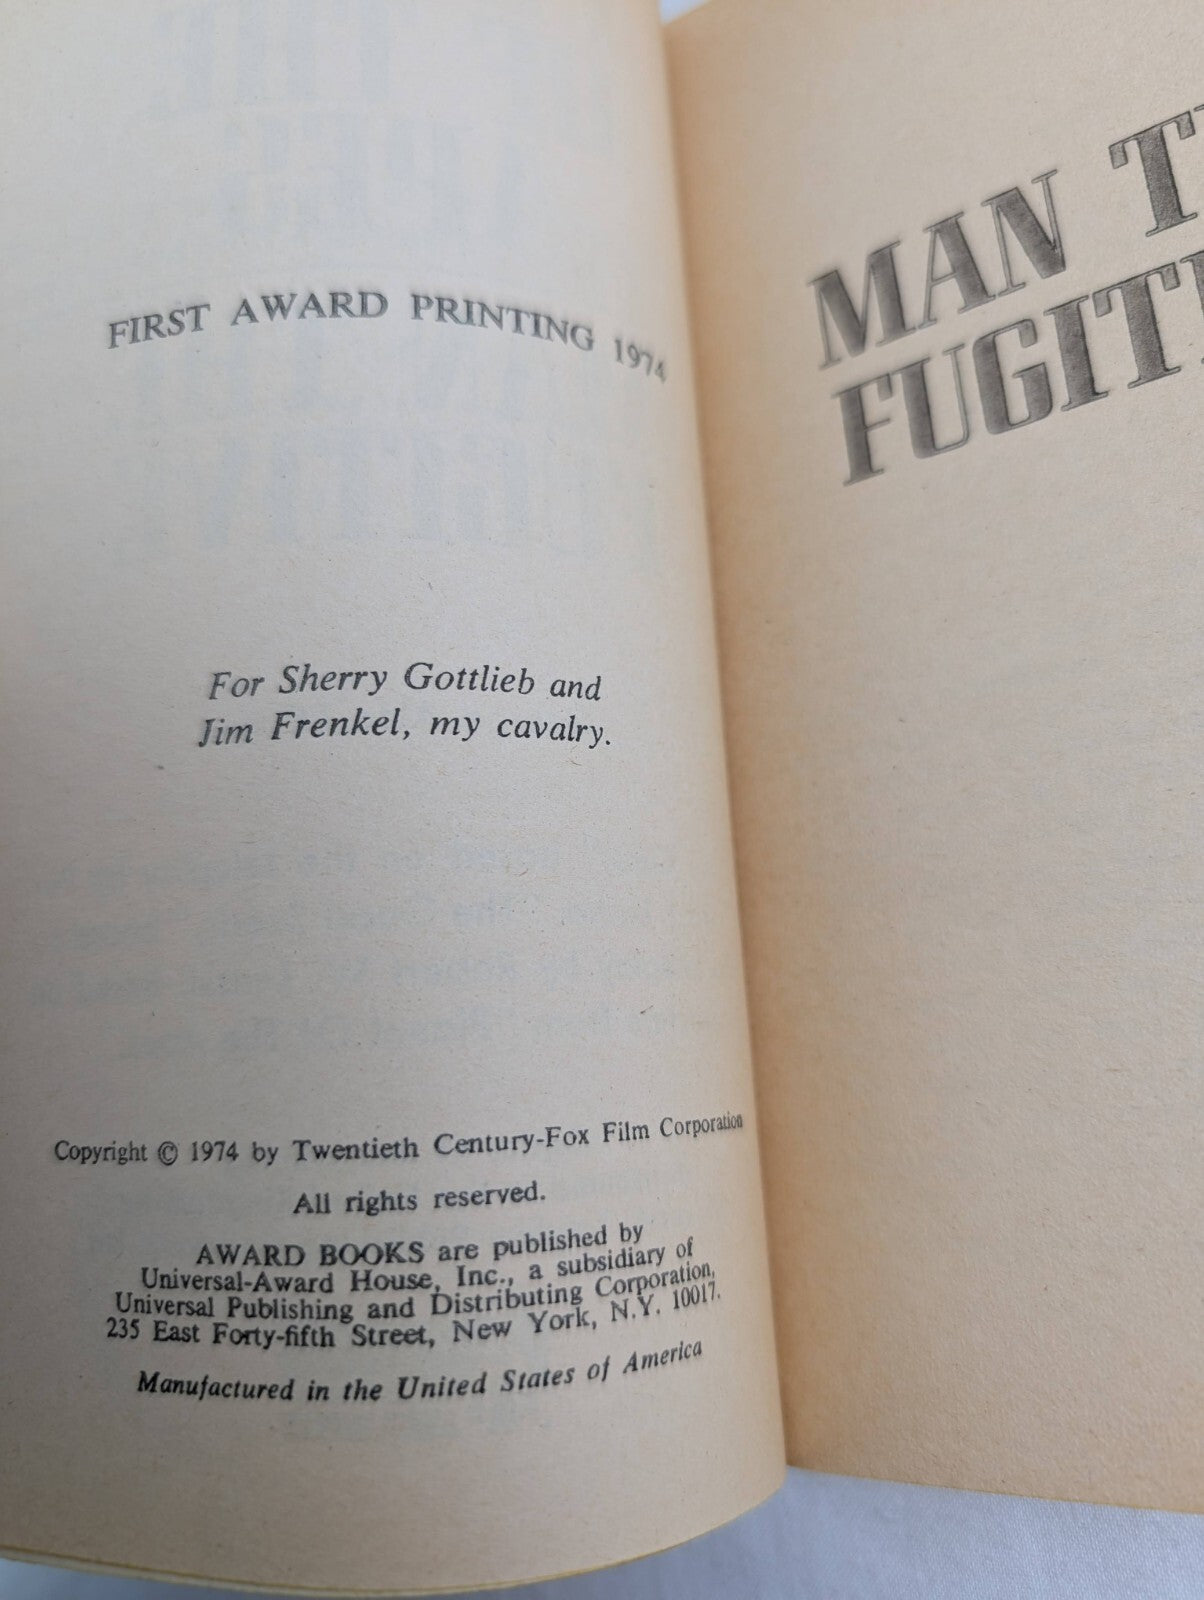 FIRST AWARD PRINTING 1974
For Sherry Gottlieb and
Jim Frenkel, my cavalry.
Copyright © 1974 by Twentieth Century-Fox Film Corporation
All rights reserved.
AWARD BOOKS are published by
Universal-Award House, Inc., a subsidiary of
Universal Publishing and Distributing Corporation,
235 East Forty-fifth Street, New York, N.Y. 10017.
Manufactured in the United States of America
MAN